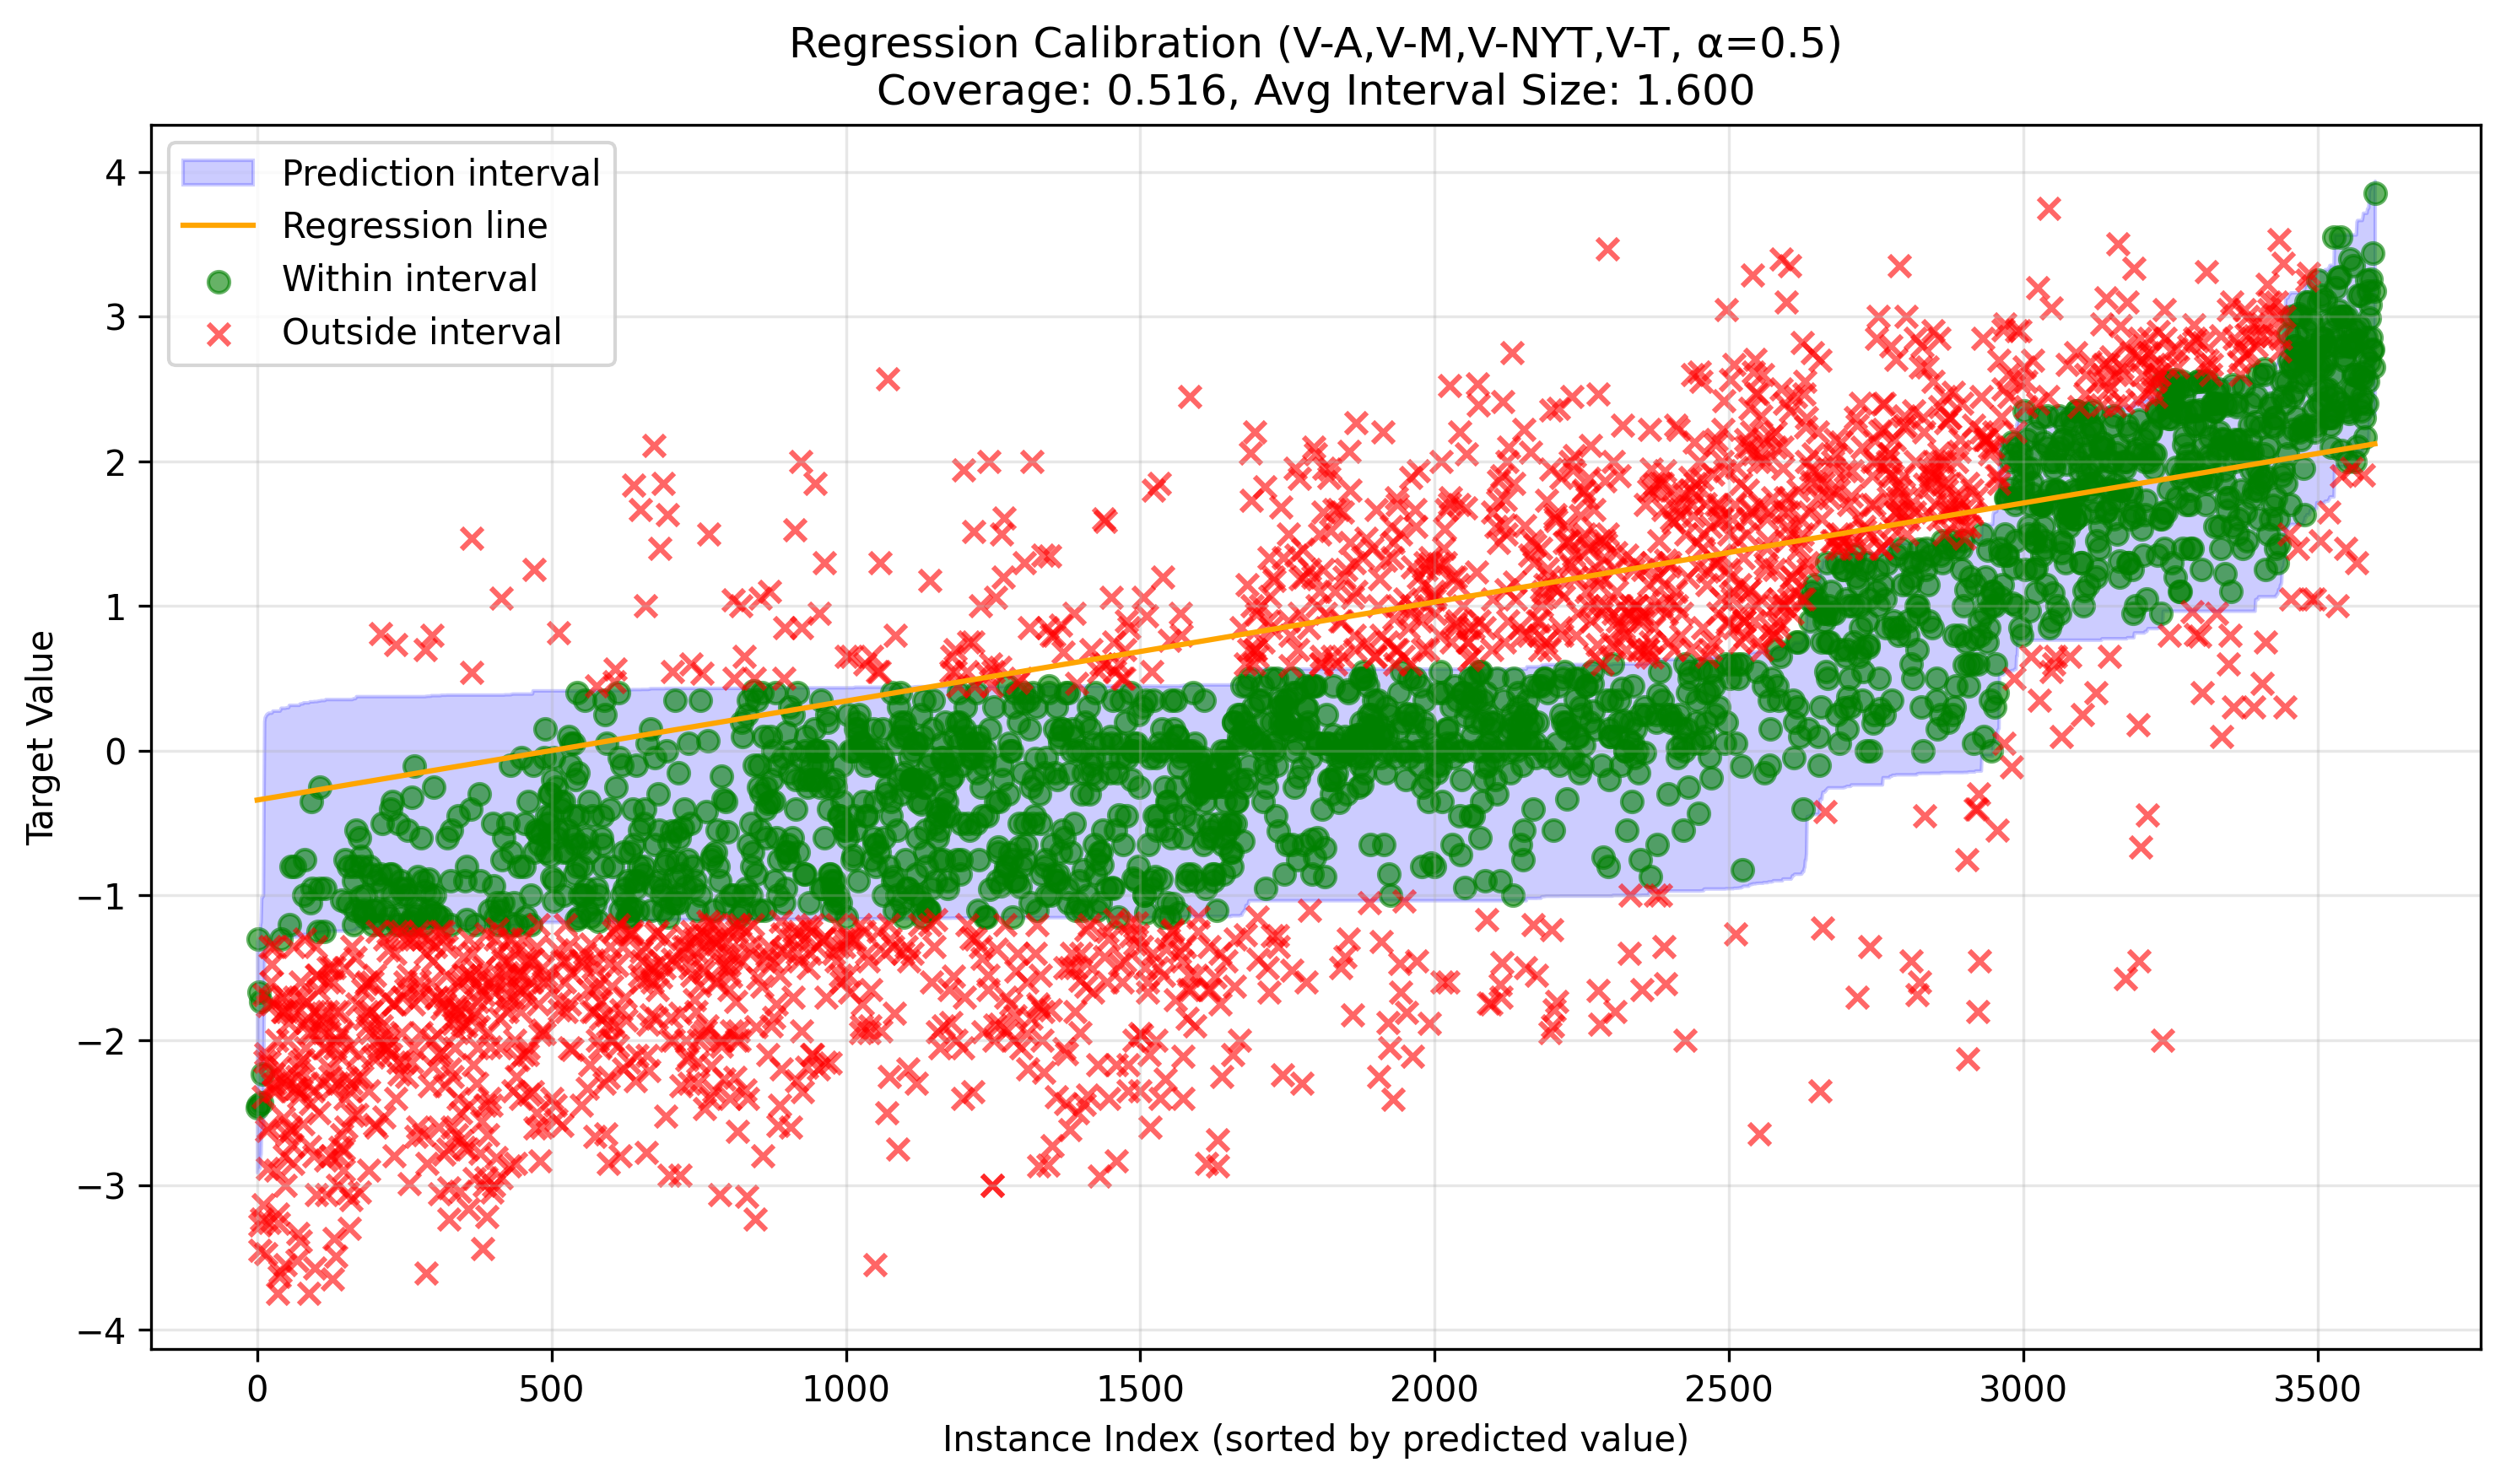 Regression Calibration (V-A,V-M,V-NYT,V-T, α=0.5)
Coverage: 0.516, Avg Interval Size: 1.600
Prediction interval
Regression line
Within interval
Outside interval
4
3
2
1
0
−1
−2
−3
−4
Target Value
0 500 1000 1500 2000 2500 3000 3500
Instance Index (sorted by predicted value)